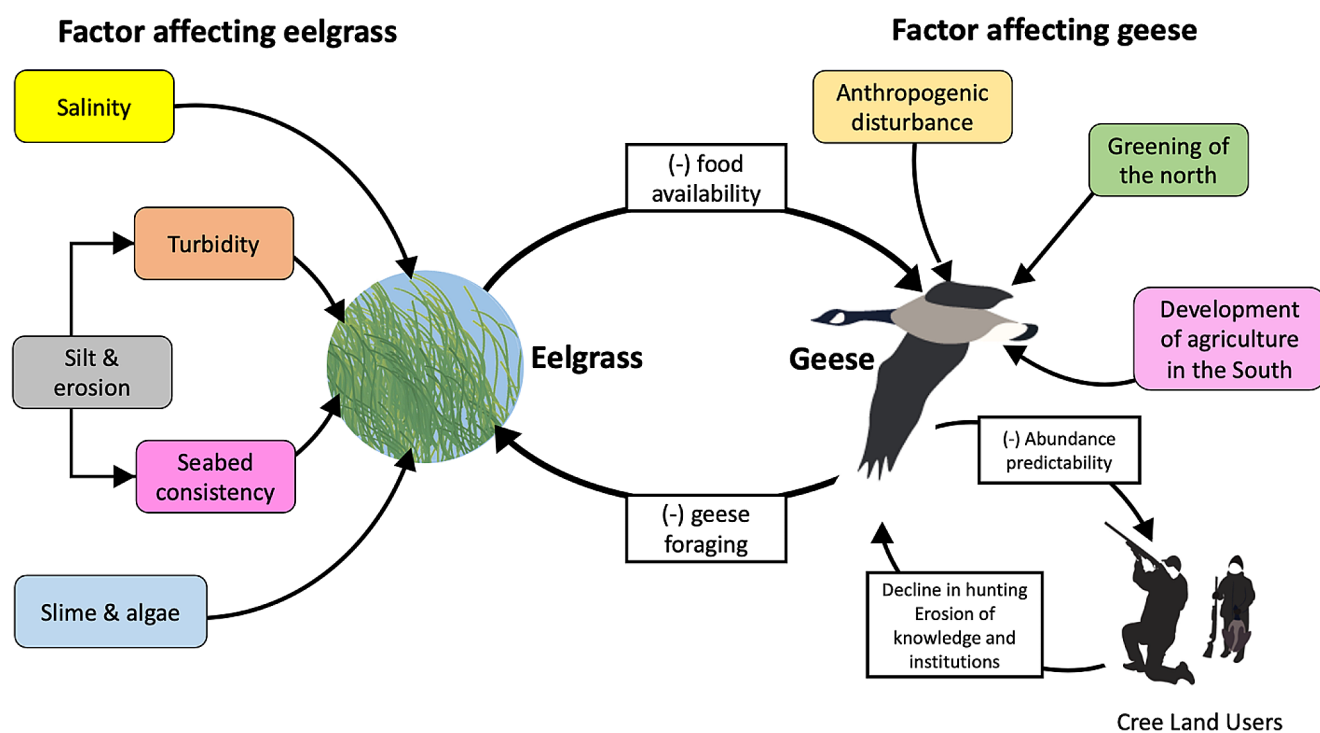 Factor affecting eelgrass
Factor affecting geese
Salinity
Anthropogenic
disturbance
Greening of
the north
(-) food
availability
Turbidity
Silt &
erosion
Eelgrass
Geese
Development
of agriculture
in the South
Seabed
consistency
(-) Abundance
predictability
(-) geese
foraging
Slime & algae
Decline in hunting
Erosion of
knowledge and
institutions
Cree Land Users